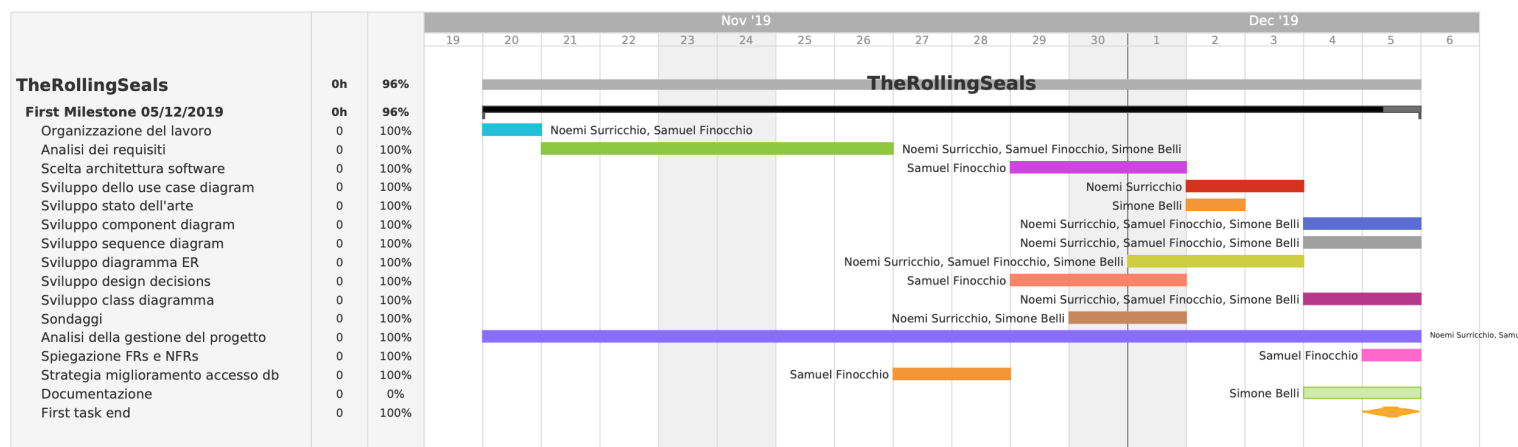 Nov '19 Dec '19
19 20 21 22 23 24 25 26 27 28 29 30 1 2 3 4 5 6
TheRollingSeals 0h 96% TheRollingSeals
First Milestone 05/12/2019 0h 96%
Organizzazione del lavoro 0 100% Noemi Surricchio, Samuel Finocchio
Analisi dei requisiti 0 100% Noemi Surricchio, Samuel Finocchio, Simone Belli
Scelta architettura software 0 100% Samuel Finocchio
Sviluppo dello use case diagram 0 100% Noemi Surricchio
Sviluppo stato dell'arte 0 100% Simone Belli
Sviluppo component diagram 0 100% Noemi Surricchio, Samuel Finocchio, Simone Belli
Sviluppo sequence diagram 0 100% Noemi Surricchio, Samuel Finocchio, Simone Belli
Sviluppo diagramma ER 0 100% Noemi Surricchio, Samuel Finocchio, Simone Belli
Sviluppo design decisions 0 100% Samuel Finocchio
Sviluppo class diagramma 0 100% Noemi Surricchio, Samuel Finocchio, Simone Belli
Sondaggi 0 100% Noemi Surricchio, Simone Belli
Analisi della gestione del progetto 0 100% Noemi Surricchio, Samu
Spiegazione FRs e NFRs 0 100% Samuel Finocchio
Strategia miglioramento accesso db 0 100% Samuel Finocchio
Documentazione 0 0% Simone Belli
First task end 0 100%